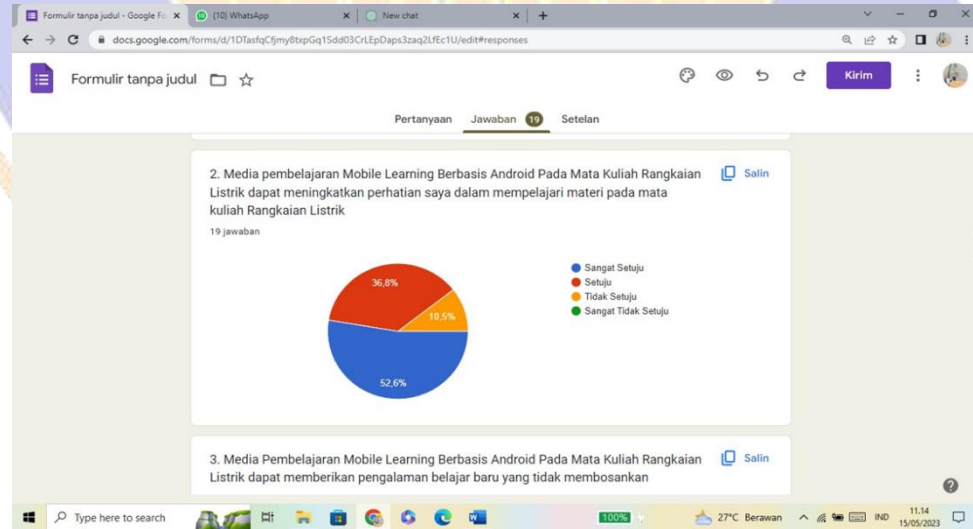 Formulir tanpa judul - Google Fo
(10) WhatsApp
New chat
docs.google.com/forms/d/1DTasfqCfjmy8txpGq1Sdd03CrLEpDaps3zaq2LfEc1U/edit#responses
Formulir tanpa judul
Kirim
Pertanyaan Jawaban 19 Setelan
2. Media pembelajaran Mobile Learning Berbasis Android Pada Mata Kuliah Rangkaian
Listrik dapat meningkatkan perhatian saya dalam mempelajari materi pada mata
kuliah Rangkaian Listrik
Salin
19 jawaban
36,8%
10,5%
52,6%
Sangat Setuju
Setuju
Tidak Setuju
Sangat Tidak Setuju
3. Media Pembelajaran Mobile Learning Berbasis Android Pada Mata Kuliah Rangkaian
Listrik dapat memberikan pengalaman belajar baru yang tidak membosankan
Salin
Type here to search
100%
27°C Berawan
IND
11.14
15/05/2023